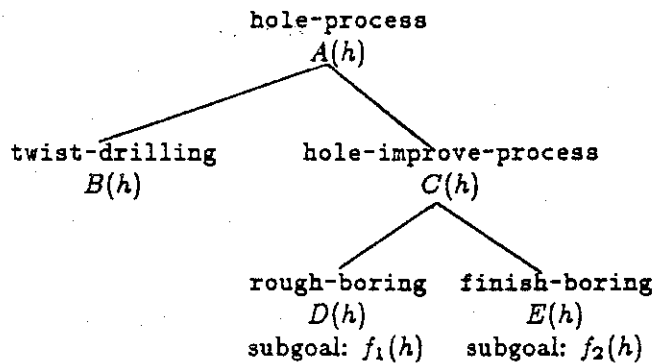 hole-process
A(h)
twist-drilling hole-improve-process
B(h) C(h)
rough-boring finish-boring
D(h) E(h)
subgoal: f₁(h) subgoal: f₂(h)